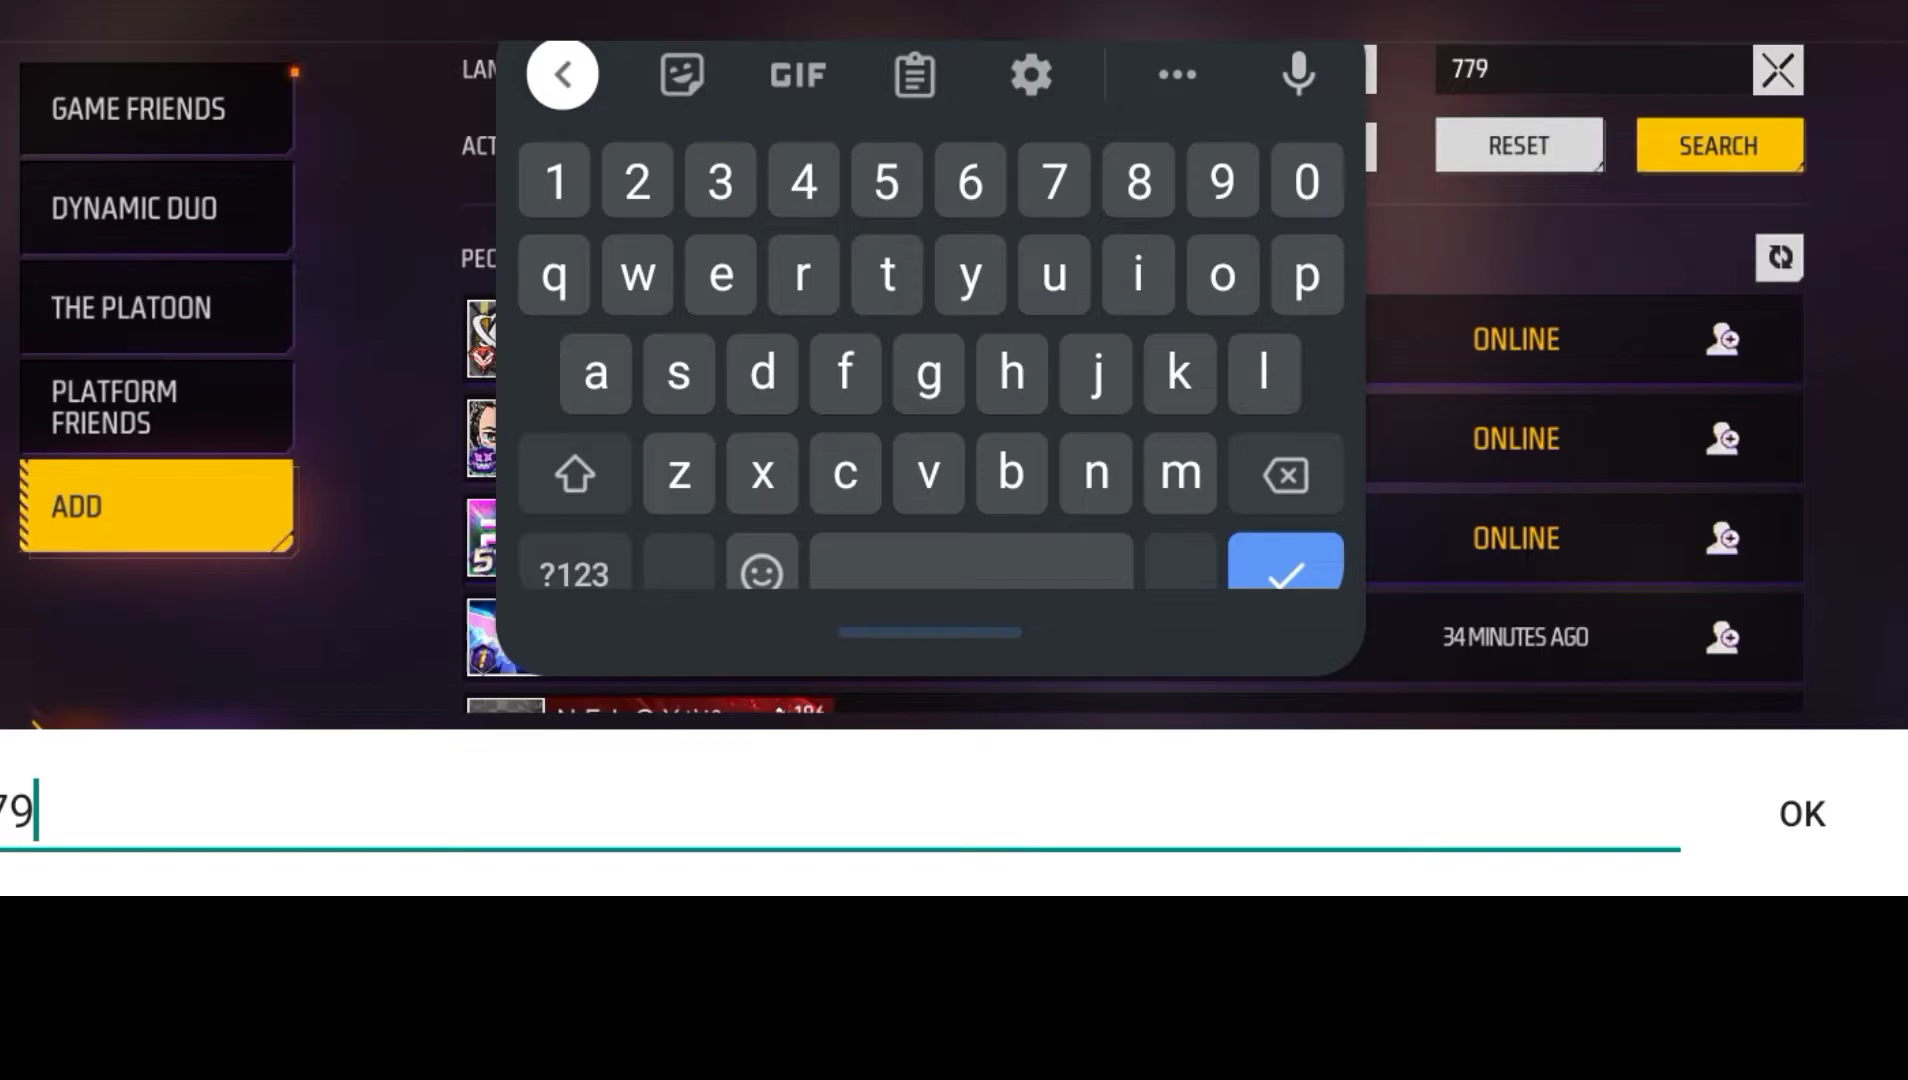 GAME FRIENDS
DYNAMIC DUO
THE PLATOON
PLATFORM
FRIENDS
ADD
LAN
ACT
PEC
GIF
1 2 3 4 5 6 7 8 9 0
q w e r t y u i o p
a s d f g h j k l
z x c v b n m
?123
779
RESET
SEARCH
ONLINE
ONLINE
ONLINE
34 MINUTES AGO
79
OK